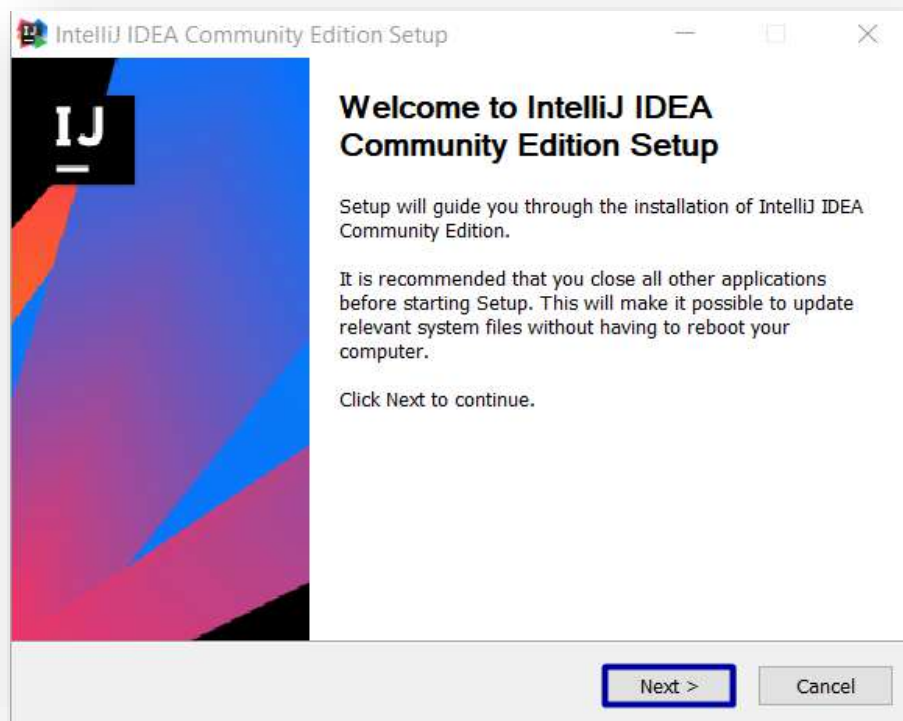 IntelliJ IDEA Community Edition Setup
IJ
Welcome to IntelliJ IDEA
Community Edition Setup
Setup will guide you through the installation of IntelliJ IDEA
Community Edition.
It is recommended that you close all other applications
before starting Setup. This will make it possible to update
relevant system files without having to reboot your
computer.
Click Next to continue.
Next >
Cancel